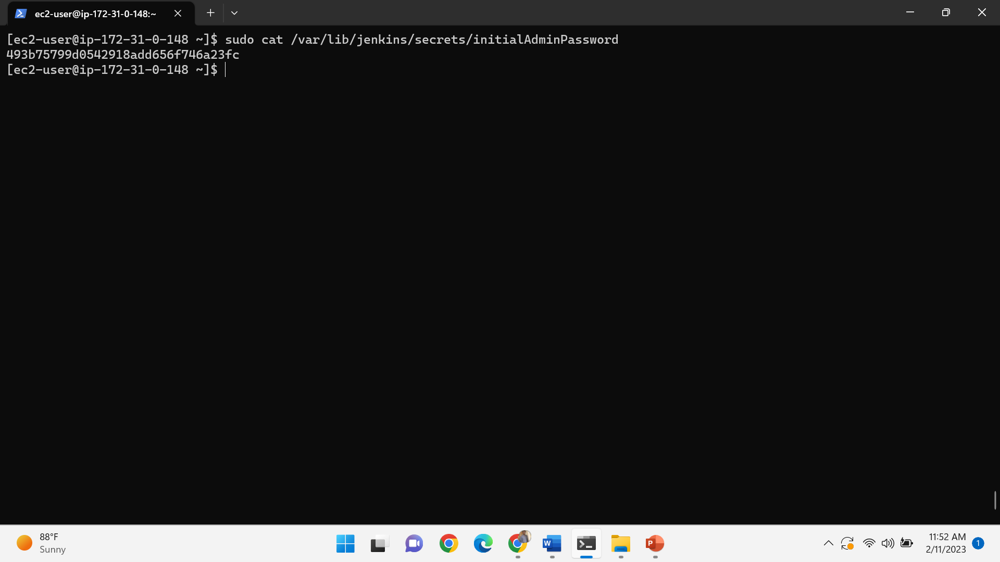 ec2-user@ip-172-31-0-148:~
[ec2-user@ip-172-31-0-148 ~]$ sudo cat /var/lib/jenkins/secrets/initialAdminPassword
493b75799d0542918add656f746a23fc
[ec2-user@ip-172-31-0-148 ~]$
88°F
Sunny
W
P
11:52 AM
2/11/2023
1